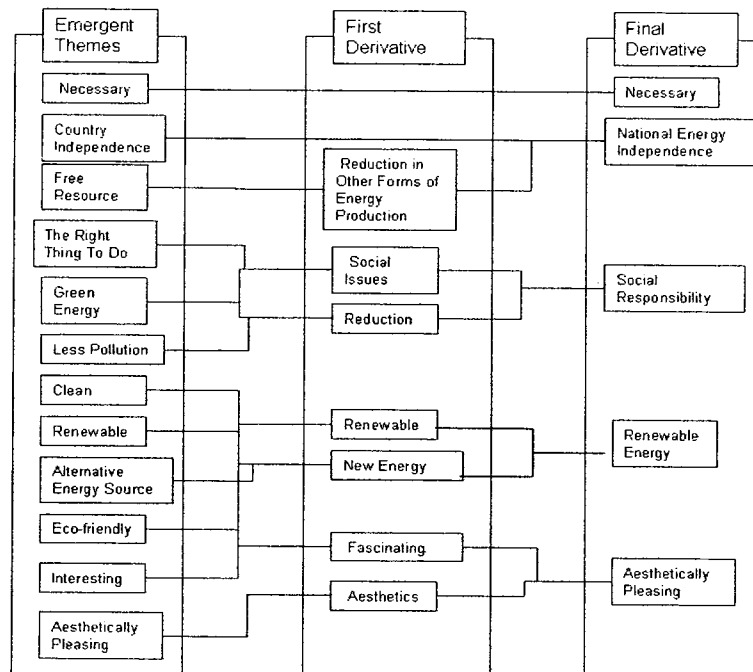 Emergent
Themes
First
Derivative
Final
Derivative
Necessary
Necessary
Country
Independence
National Energy
Independence
Free
Resource
Reduction in
Other Forms of
Energy
Production
The Right
Thing To Do
Social
Issues
Green
Energy
Social
Responsibility
Reduction
Less Pollution
Clean
Renewable
Renewable
Renewable
Energy
Alternative
Energy Source
New Energy
Eco-friendly
Fascinating
Interesting
Aesthetics
Aesthetically
Pleasing
Aesthetically
Pleasing